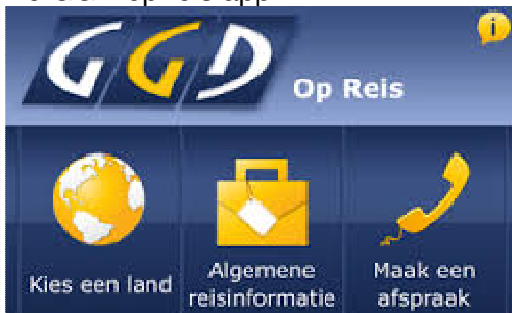 GGD
Op Reis
i
Kies een land
Algemene
reisinformatie
Maak een
afspraak